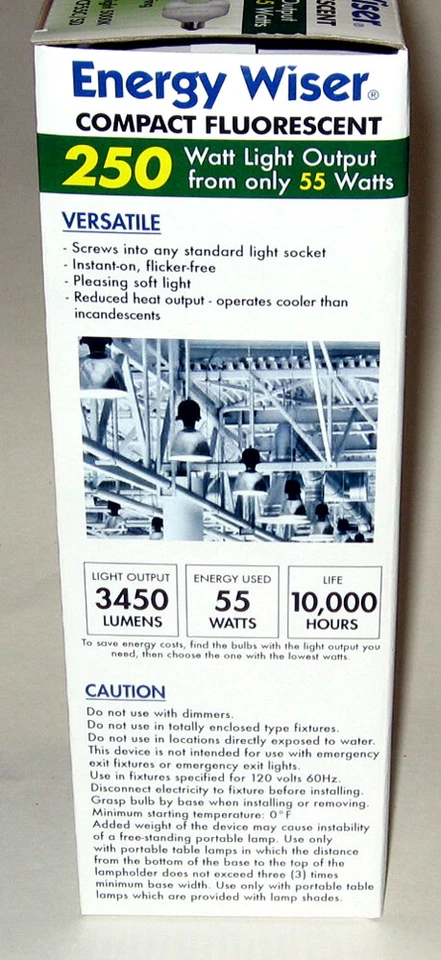 Wiser®
ESCENT
Output
5 Watts
Energy Wiser®
COMPACT FLUORESCENT
250 Watt Light Output
from only 55 Watts
VERSATILE
- Screws into any standard light socket
- Instant-on, flicker-free
- Pleasing soft light
- Reduced heat output - operates cooler than
incandescents
LIGHT OUTPUT
3450
LUMENS
ENERGY USED
55
WATTS
LIFE
10,000
HOURS
To save energy costs, find the bulbs with the light output you
need, then choose the one with the lowest watts.
CAUTION
Do not use with dimmers.
Do not use in totally enclosed type fixtures.
Do not use in locations directly exposed to water.
This device is not intended for use with emergency
exit fixtures or emergency exit lights.
Use in fixtures specified for 120 volts 60Hz.
Disconnect electricity to fixture before installing.
Grasp bulb by base when installing or removing.
Minimum starting temperature: 0°F
Added weight of the device may cause instability
of a free-standing portable lamp. Use only
with portable table lamps in which the distance
from the bottom of the base to the top of the
lampholder does not exceed three (3) times
minimum base width. Use only with portable table
lamps which are provided with lamp shades.